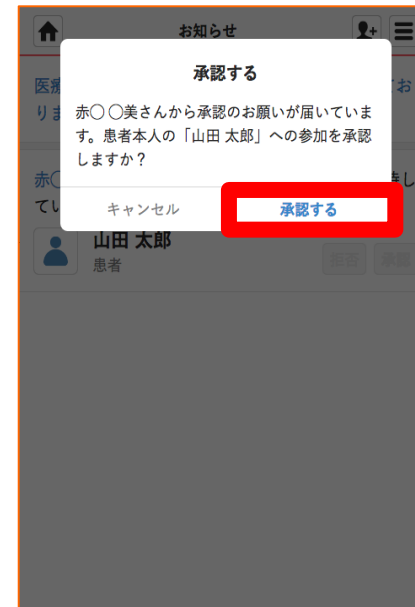 お知らせ
承認する
医療
お
りま
赤〇〇美さんから承認のお願いが届いていま
す。患者本人の「山田 太郎」への参加を承認
しますか？
赤〇
てい
キャンセル
承認する
山田 太郎
患者
拒否
承認